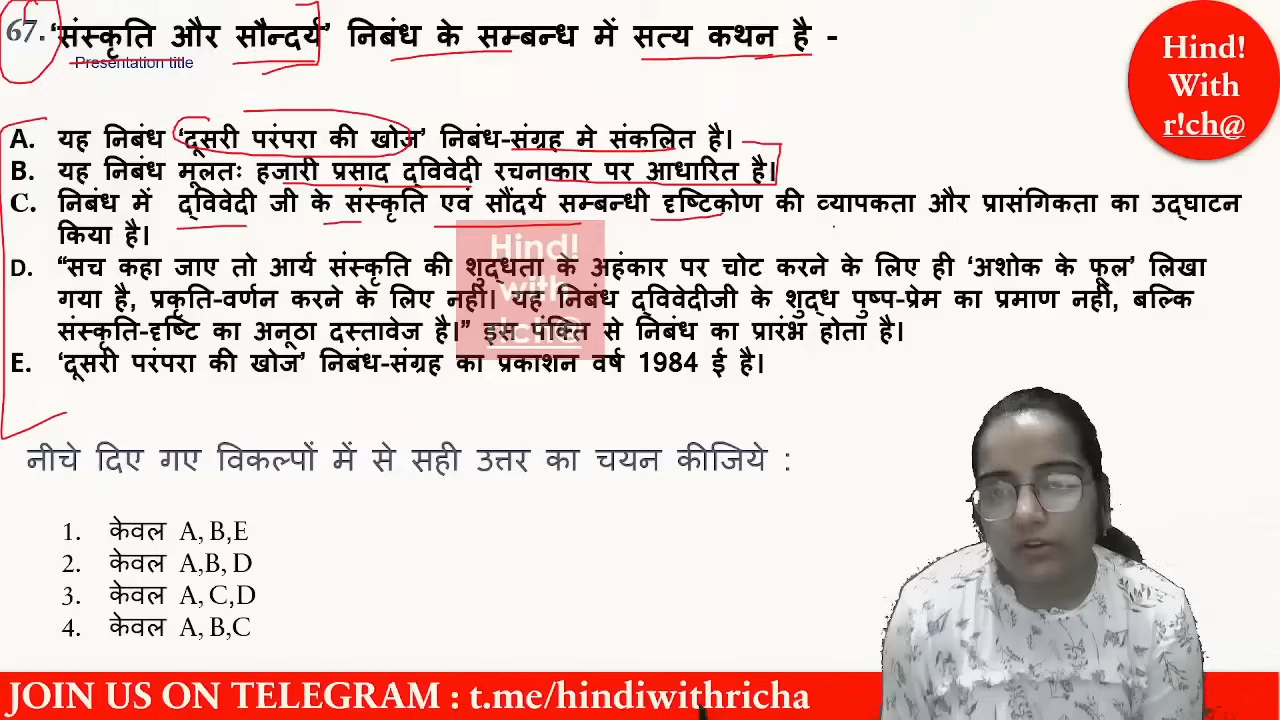 67. ‘संस्कृति और सौन्दर्य’ निबंध के सम्बन्ध में सत्य कथन है -
Presentation title
Hind!
With
r!ch@
A. यह निबंध ‘दूसरी परंपरा की खोज’ निबंध-संग्रह मे संकलित है।
B. यह निबंध मूलतः हजारी प्रसाद द्विवेदी रचनाकार पर आधारित है।
C. निबंध में द्विवेदी जी के संस्कृति एवं सौंदर्य सम्बन्धी दृष्टिकोण की व्यापकता और प्रासंगिकता का उद्घाटन
किया है।
D. “सच कहा जाए तो आर्य संस्कृति की शुद्धता के अहंकार पर चोट करने के लिए ही ‘अशोक के फूल’ लिखा
गया है, प्रकृति-वर्णन करने के लिए नहीं। यह निबंध द्विवेदीजी के शुद्ध पुष्प-प्रेम का प्रमाण नहीं, बल्कि
संस्कृति-दृष्टि का अनूठा दस्तावेज है।” इस पंक्ति से निबंध का प्रारंभ होता है।
E. ‘दूसरी परंपरा की खोज’ निबंध-संग्रह का प्रकाशन वर्ष 1984 ई है।
Hind!
with
r!ch@
नीचे दिए गए विकल्पों में से सही उत्तर का चयन कीजिये :
1. केवल A, B,E
2. केवल A,B, D
3. केवल A, C,D
4. केवल A, B,C
JOIN US ON TELEGRAM : t.me/hindiwithricha